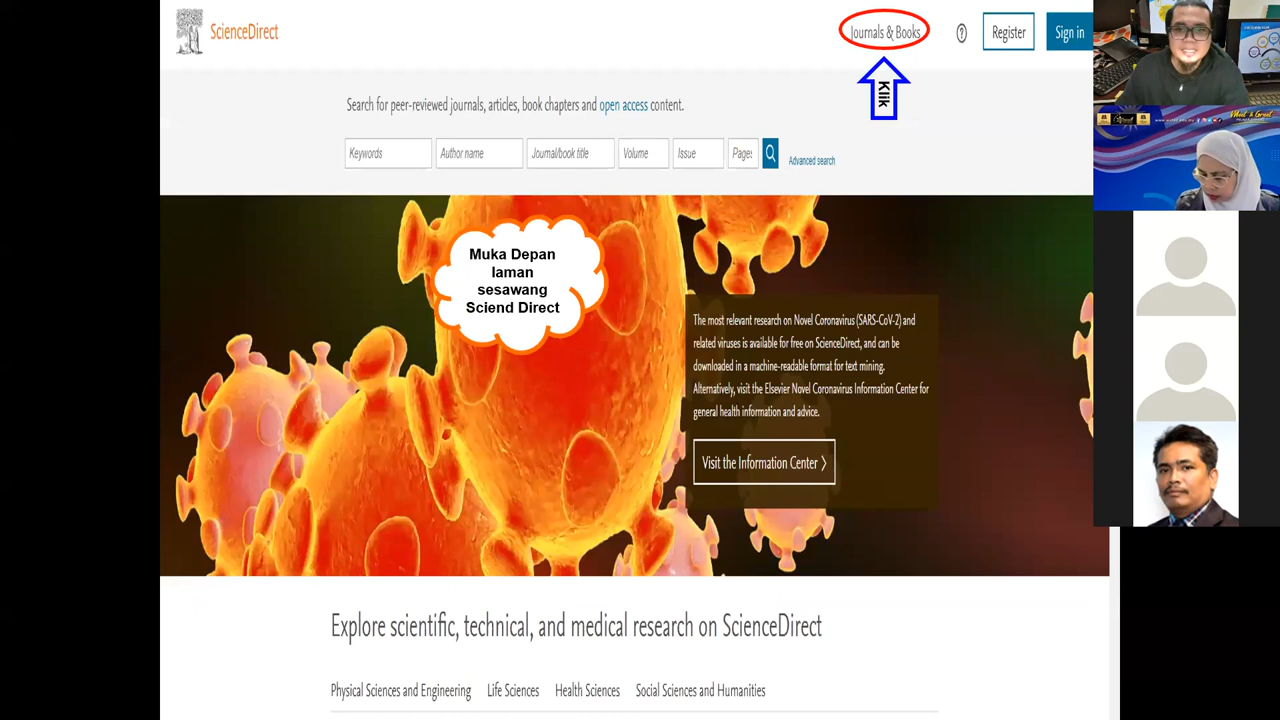 ScienceDirect
Journals & Books
?
Register
Sign in
Klik
Search for peer-reviewed journals, articles, book chapters and open access content.
Keywords
Author name
Journal/book title
Volume
Issue
Pages
Advanced search
Muka Depan
laman
sesawang
Sciend Direct
The most relevant research on Novel Coronavirus (SARS-CoV-2) and
related viruses is available for free on ScienceDirect, and can be
downloaded in a machine-readable format for text mining.
Alternatively, visit the Elsevier Novel Coronavirus Information Center for
general health information and advice.
Visit the Information Center >
Explore scientific, technical, and medical research on ScienceDirect
Physical Sciences and Engineering
Life Sciences
Health Sciences
Social Sciences and Humanities